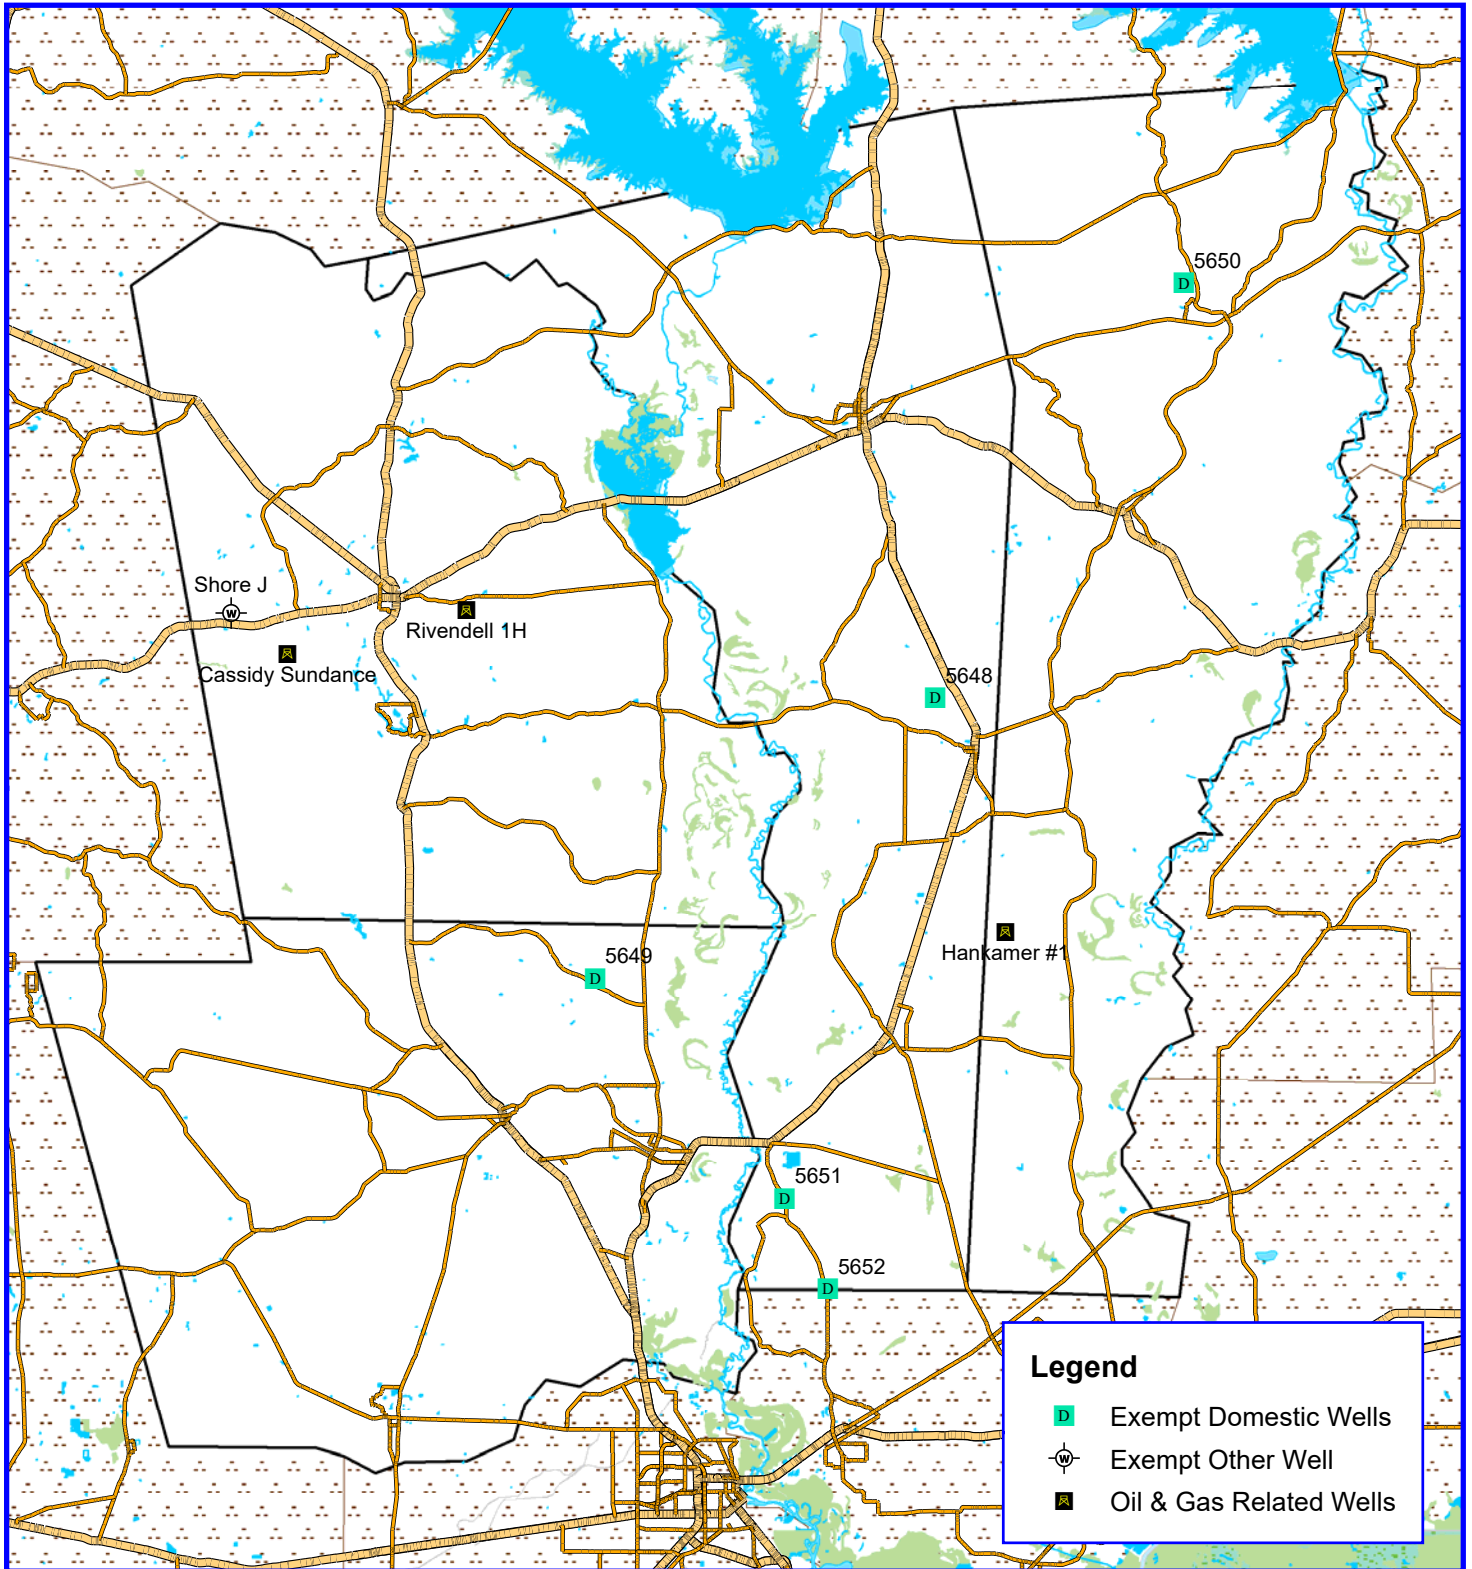 5650
Shore J
W
Rivendell 1H
Cassidy Sundance
5648
D
5649
D
Hankamer #1
5651
D
5652
D
Legend
D Exempt Domestic Wells
W Exempt Other Well
Oil & Gas Related Wells